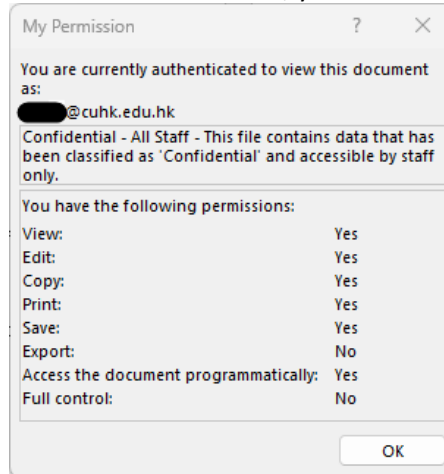 My Permission ?
You are currently authenticated to view this document
as:
@cuhk.edu.hk
Confidential - All Staff - This file contains data that has
been classified as 'Confidential' and accessible by staff
only.
You have the following permissions:
View: Yes
Edit: Yes
Copy: Yes
Print: Yes
Save: Yes
Export: No
Access the document programmatically: Yes
Full control: No
OK